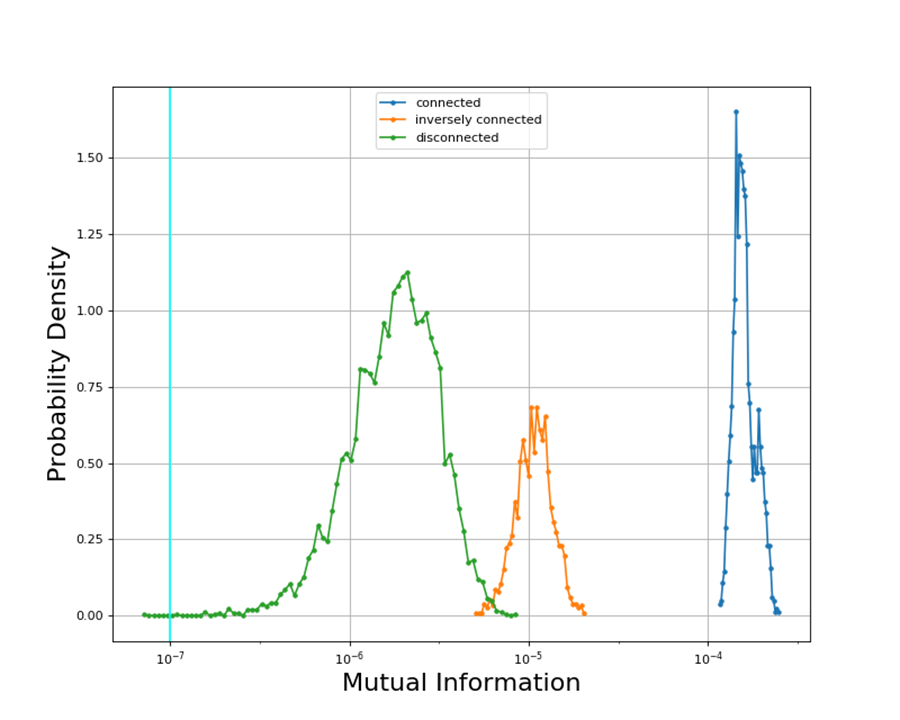 connected
inversely connected
disconnected
1.50
1.25
1.00
0.75
0.50
0.25
0.00
Probability Density
10⁻⁷
10⁻⁶
10⁻⁵
10⁻⁴
Mutual Information